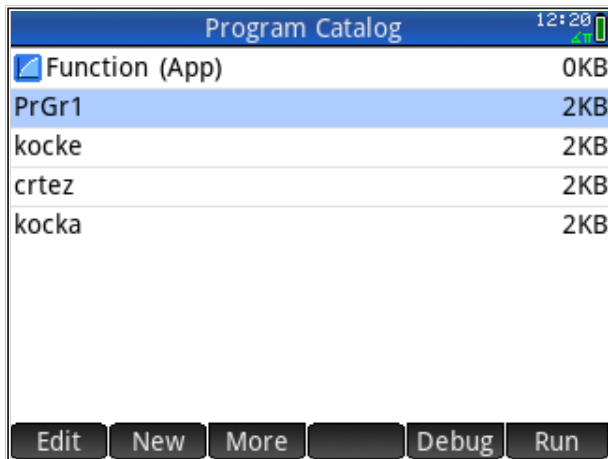 Program Catalog 12:20
∡π
Function (App) 0KB
PrGr1 2KB
kocke 2KB
crtez 2KB
kocka 2KB
Edit New More Debug Run